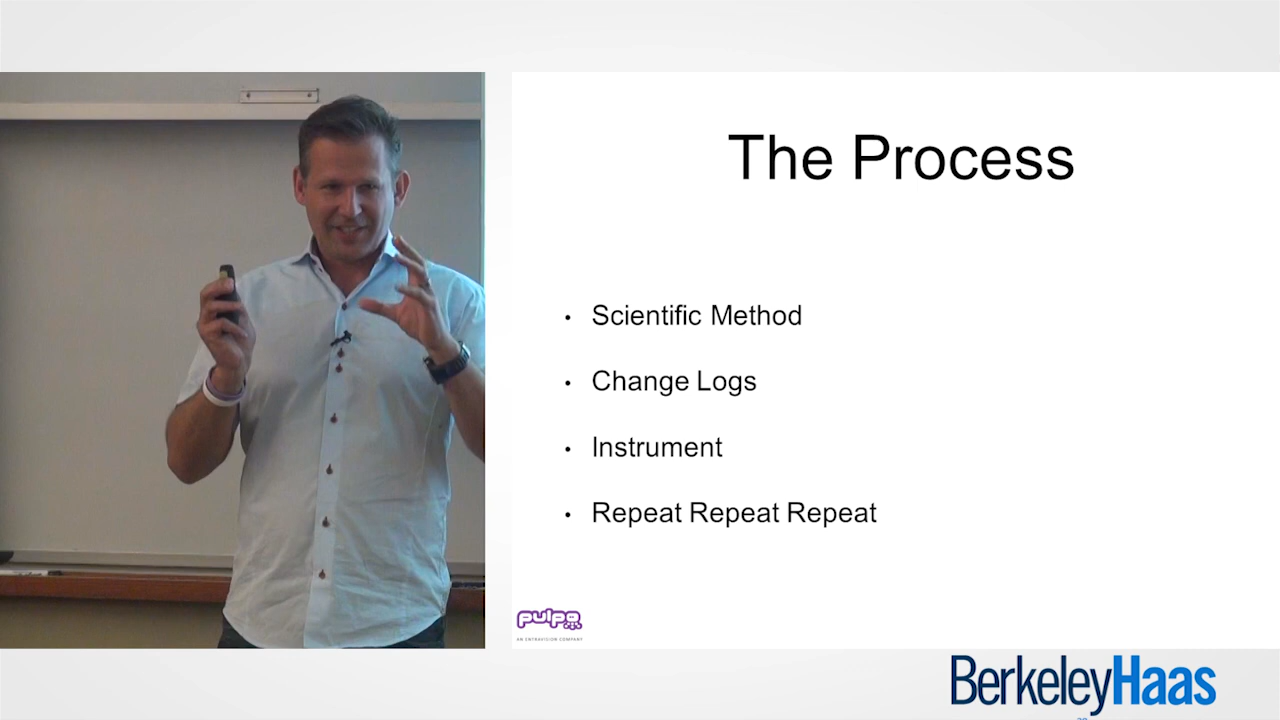 The Process
• Scientific Method
• Change Logs
• Instrument
• Repeat Repeat Repeat
pulpo
AN ENTRAVISION COMPANY
BerkeleyHaas